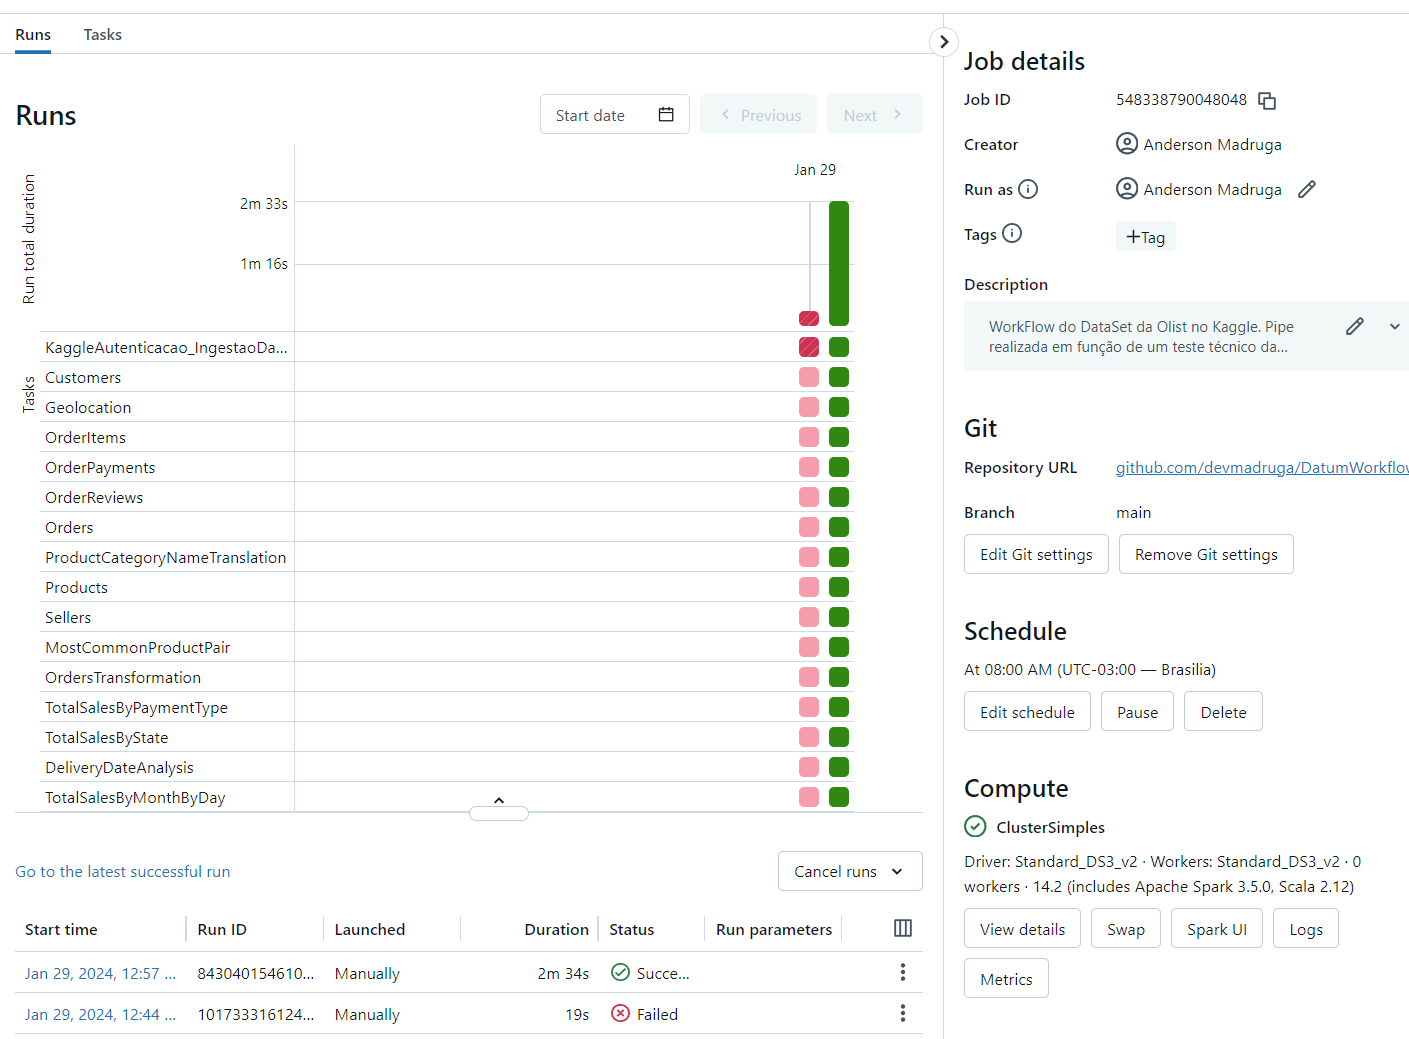 Runs
Tasks
Runs
Start date
Previous
Next
Jan 29
Run total duration
2m 33s
1m 16s
Tasks
KaggleAutenticacao_IngestaoDa...
Customers
Geolocation
OrderItems
OrderPayments
OrderReviews
Orders
ProductCategoryNameTranslation
Products
Sellers
MostCommonProductPair
OrdersTransformation
TotalSalesByPaymentType
TotalSalesByState
DeliveryDateAnalysis
TotalSalesByMonthByDay
Go to the latest successful run
Cancel runs
Start time Run ID Launched Duration Status Run parameters
Jan 29, 2024, 12:57 ... 843040154610... Manually 2m 34s Succe...
Jan 29, 2024, 12:44 ... 101733316124... Manually 19s Failed
Job details
Job ID 548338790048048
Creator Anderson Madruga
Run as Anderson Madruga
Tags +Tag
Description
WorkFlow do DataSet da Olist no Kaggle. Pipe
realizada em função de um teste técnico da...
Git
Repository URL github.com/devmadruga/DatumWorkflow
Branch main
Edit Git settings Remove Git settings
Schedule
At 08:00 AM (UTC-03:00 — Brasilia)
Edit schedule Pause Delete
Compute
ClusterSimples
Driver: Standard_DS3_v2 · Workers: Standard_DS3_v2 · 0
workers · 14.2 (includes Apache Spark 3.5.0, Scala 2.12)
View details Swap Spark UI Logs
Metrics